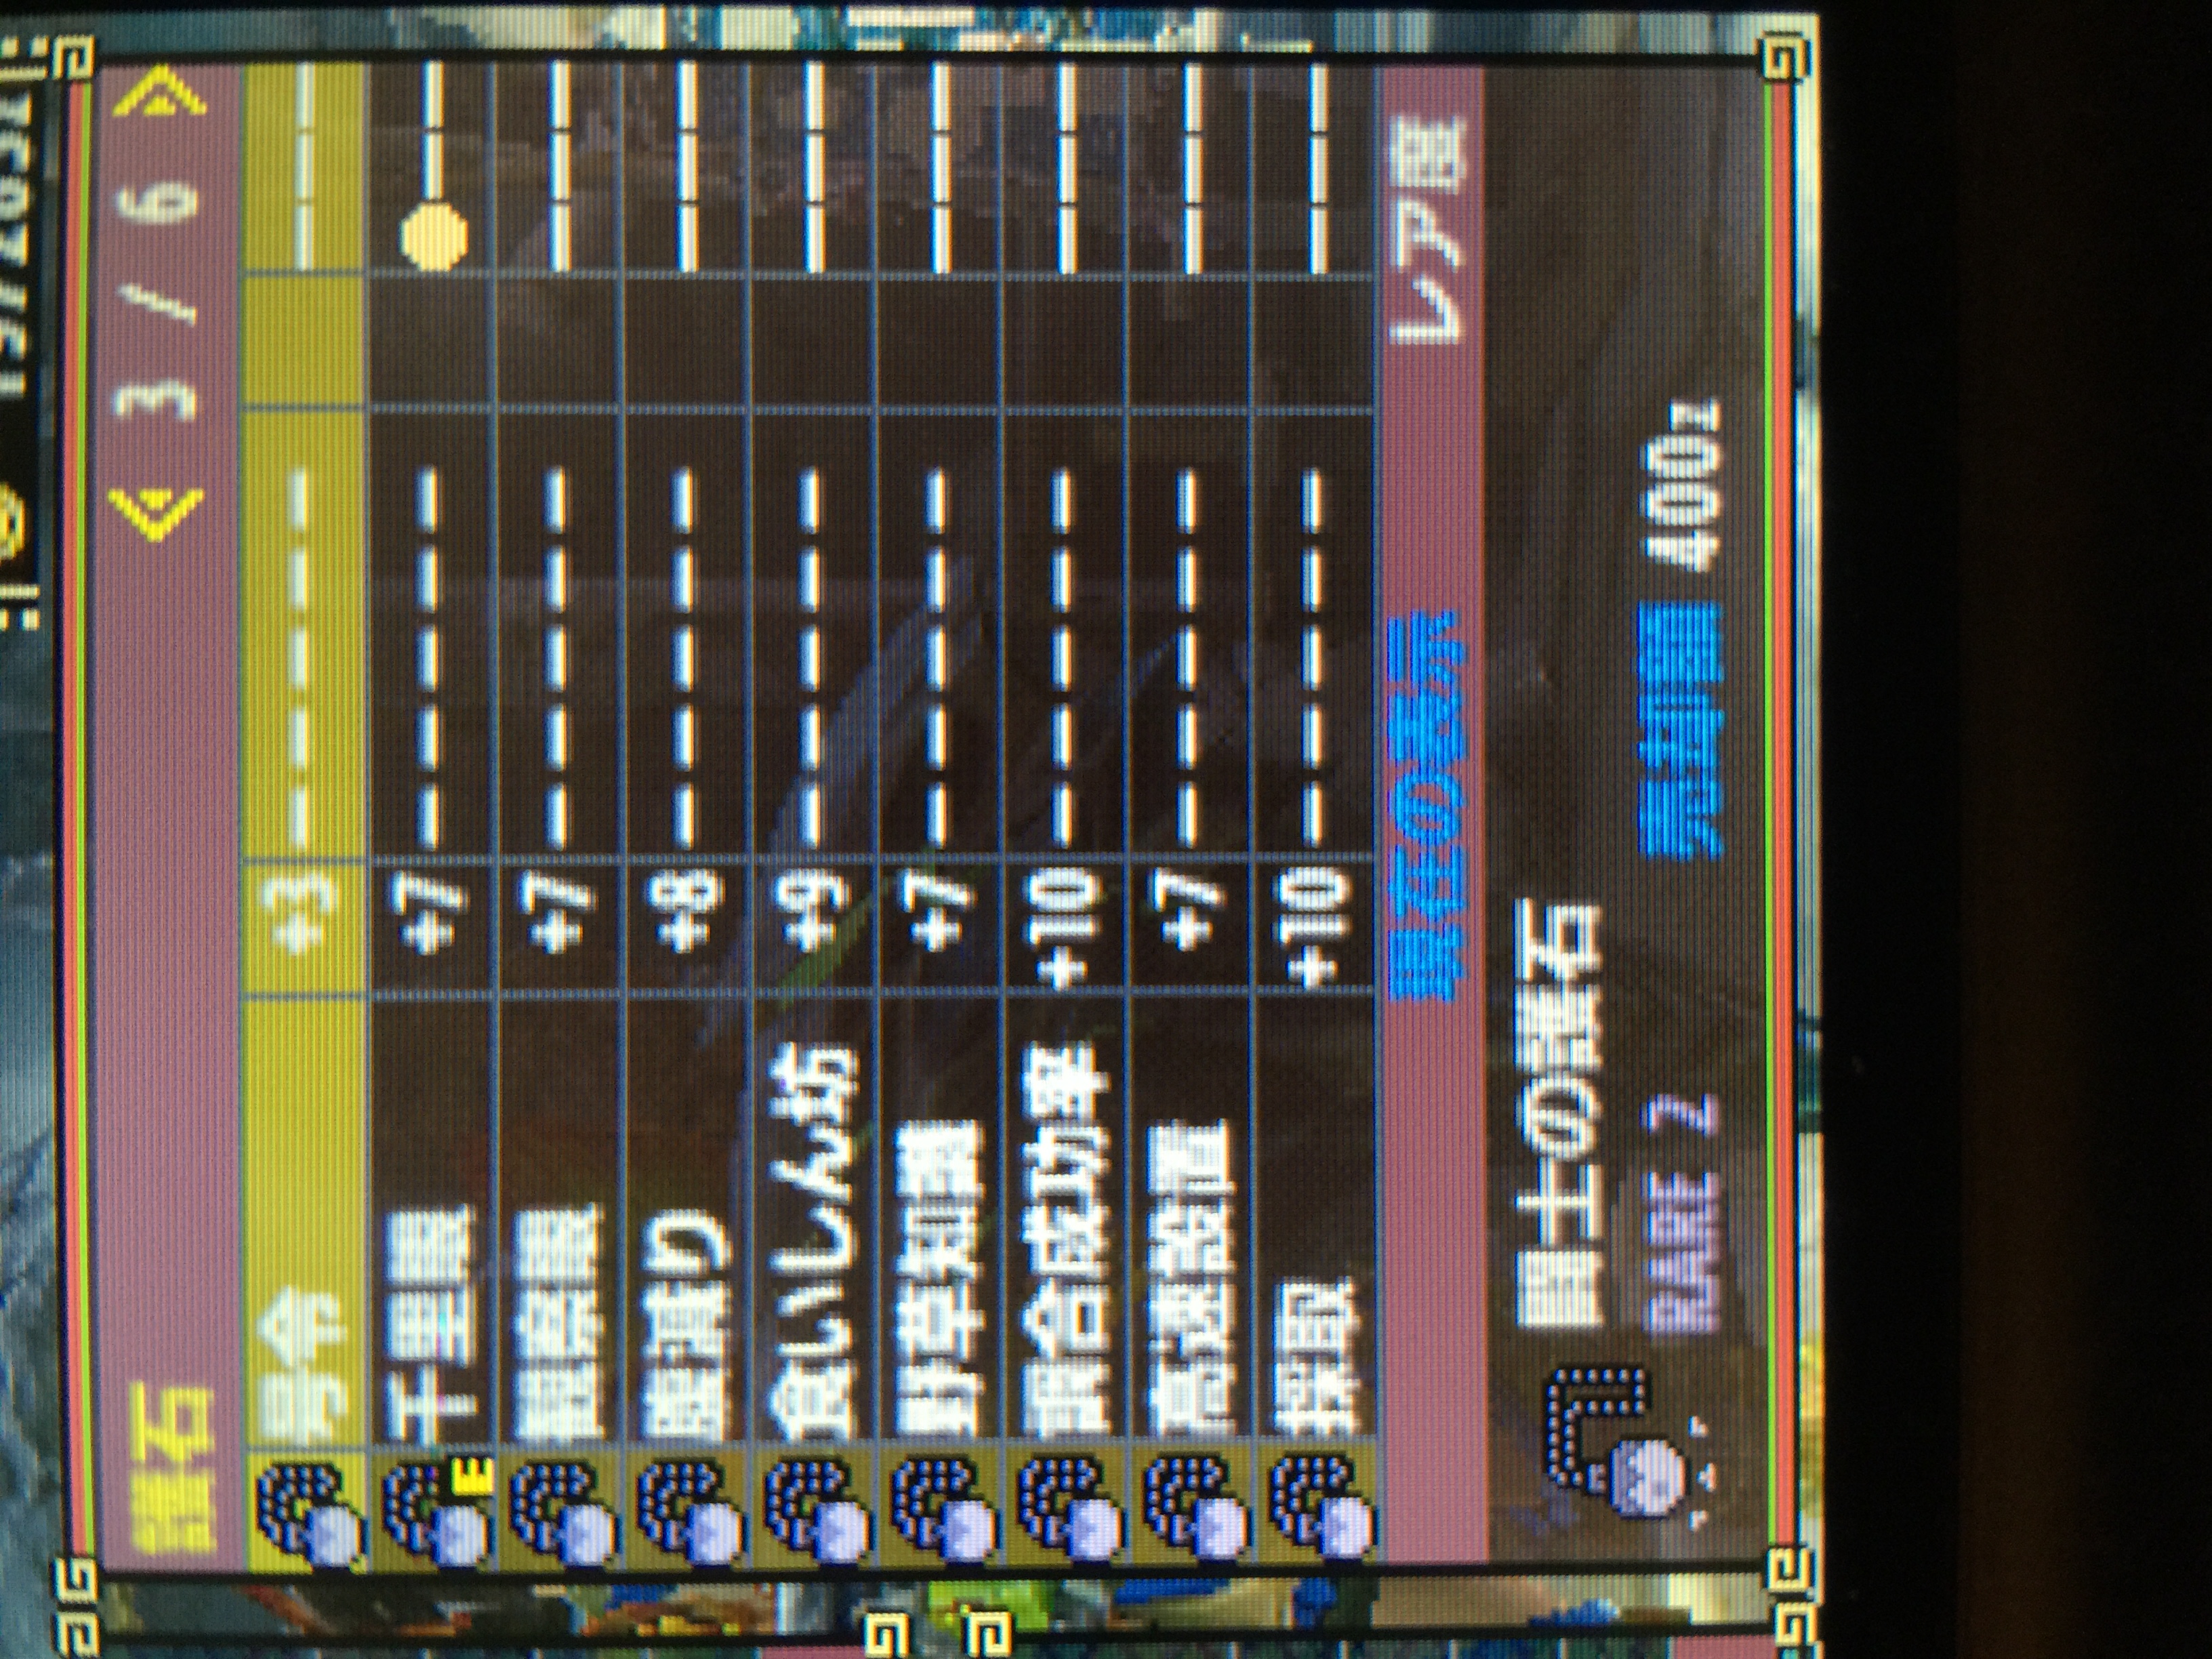 護石 3 / 6
号令 +3 ----- ---
千里眼 +7 ----- ●--
E
観察眼 +7 ----- ---
腹減り +8 ----- ---
食いしん坊 +9 ----- ---
野草知識 +7 ----- ---
調合成功率 +10 ----- ---
高速設置 +7 ----- ---
採取 +10 ----- ---
現在の表示 レア度
闘士の護石
RARE 2 売却額 400z